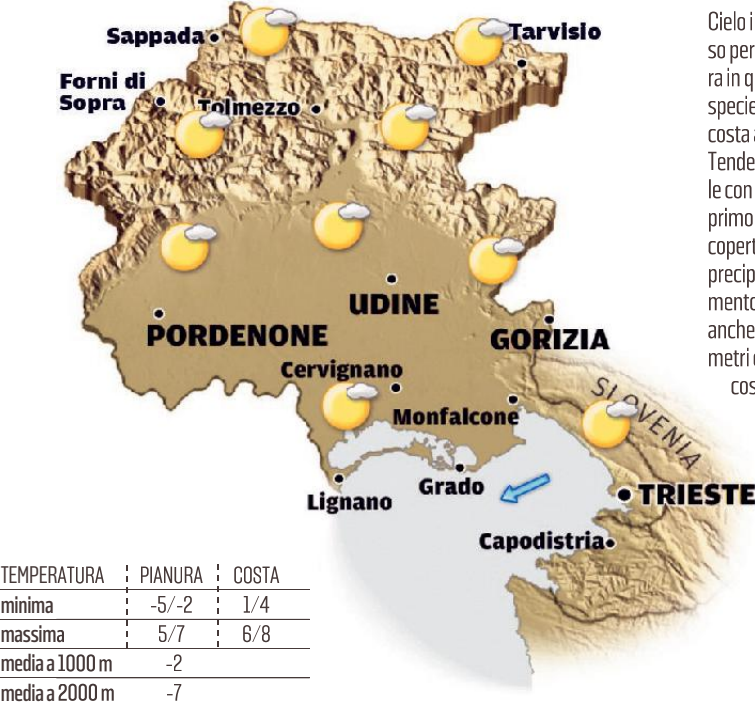 Sappada
Tarvisio
Forni di
Sopra
Tolmezzo
UDINE
PORDENONE
GORIZIA
Cervignano
Monfalcone
SLOVENIA
Grado
Lignano
TRIESTE
Capodistria
Cielo i
so per
ra in q
specie
costa a
Tende
le con
primo
copert
precip
mento
anche
metri
cos
TEMPERATURA PIANURA COSTA
minima -5/-2 1/4
massima 5/7 6/8
media a 1000 m -2
media a 2000 m -7